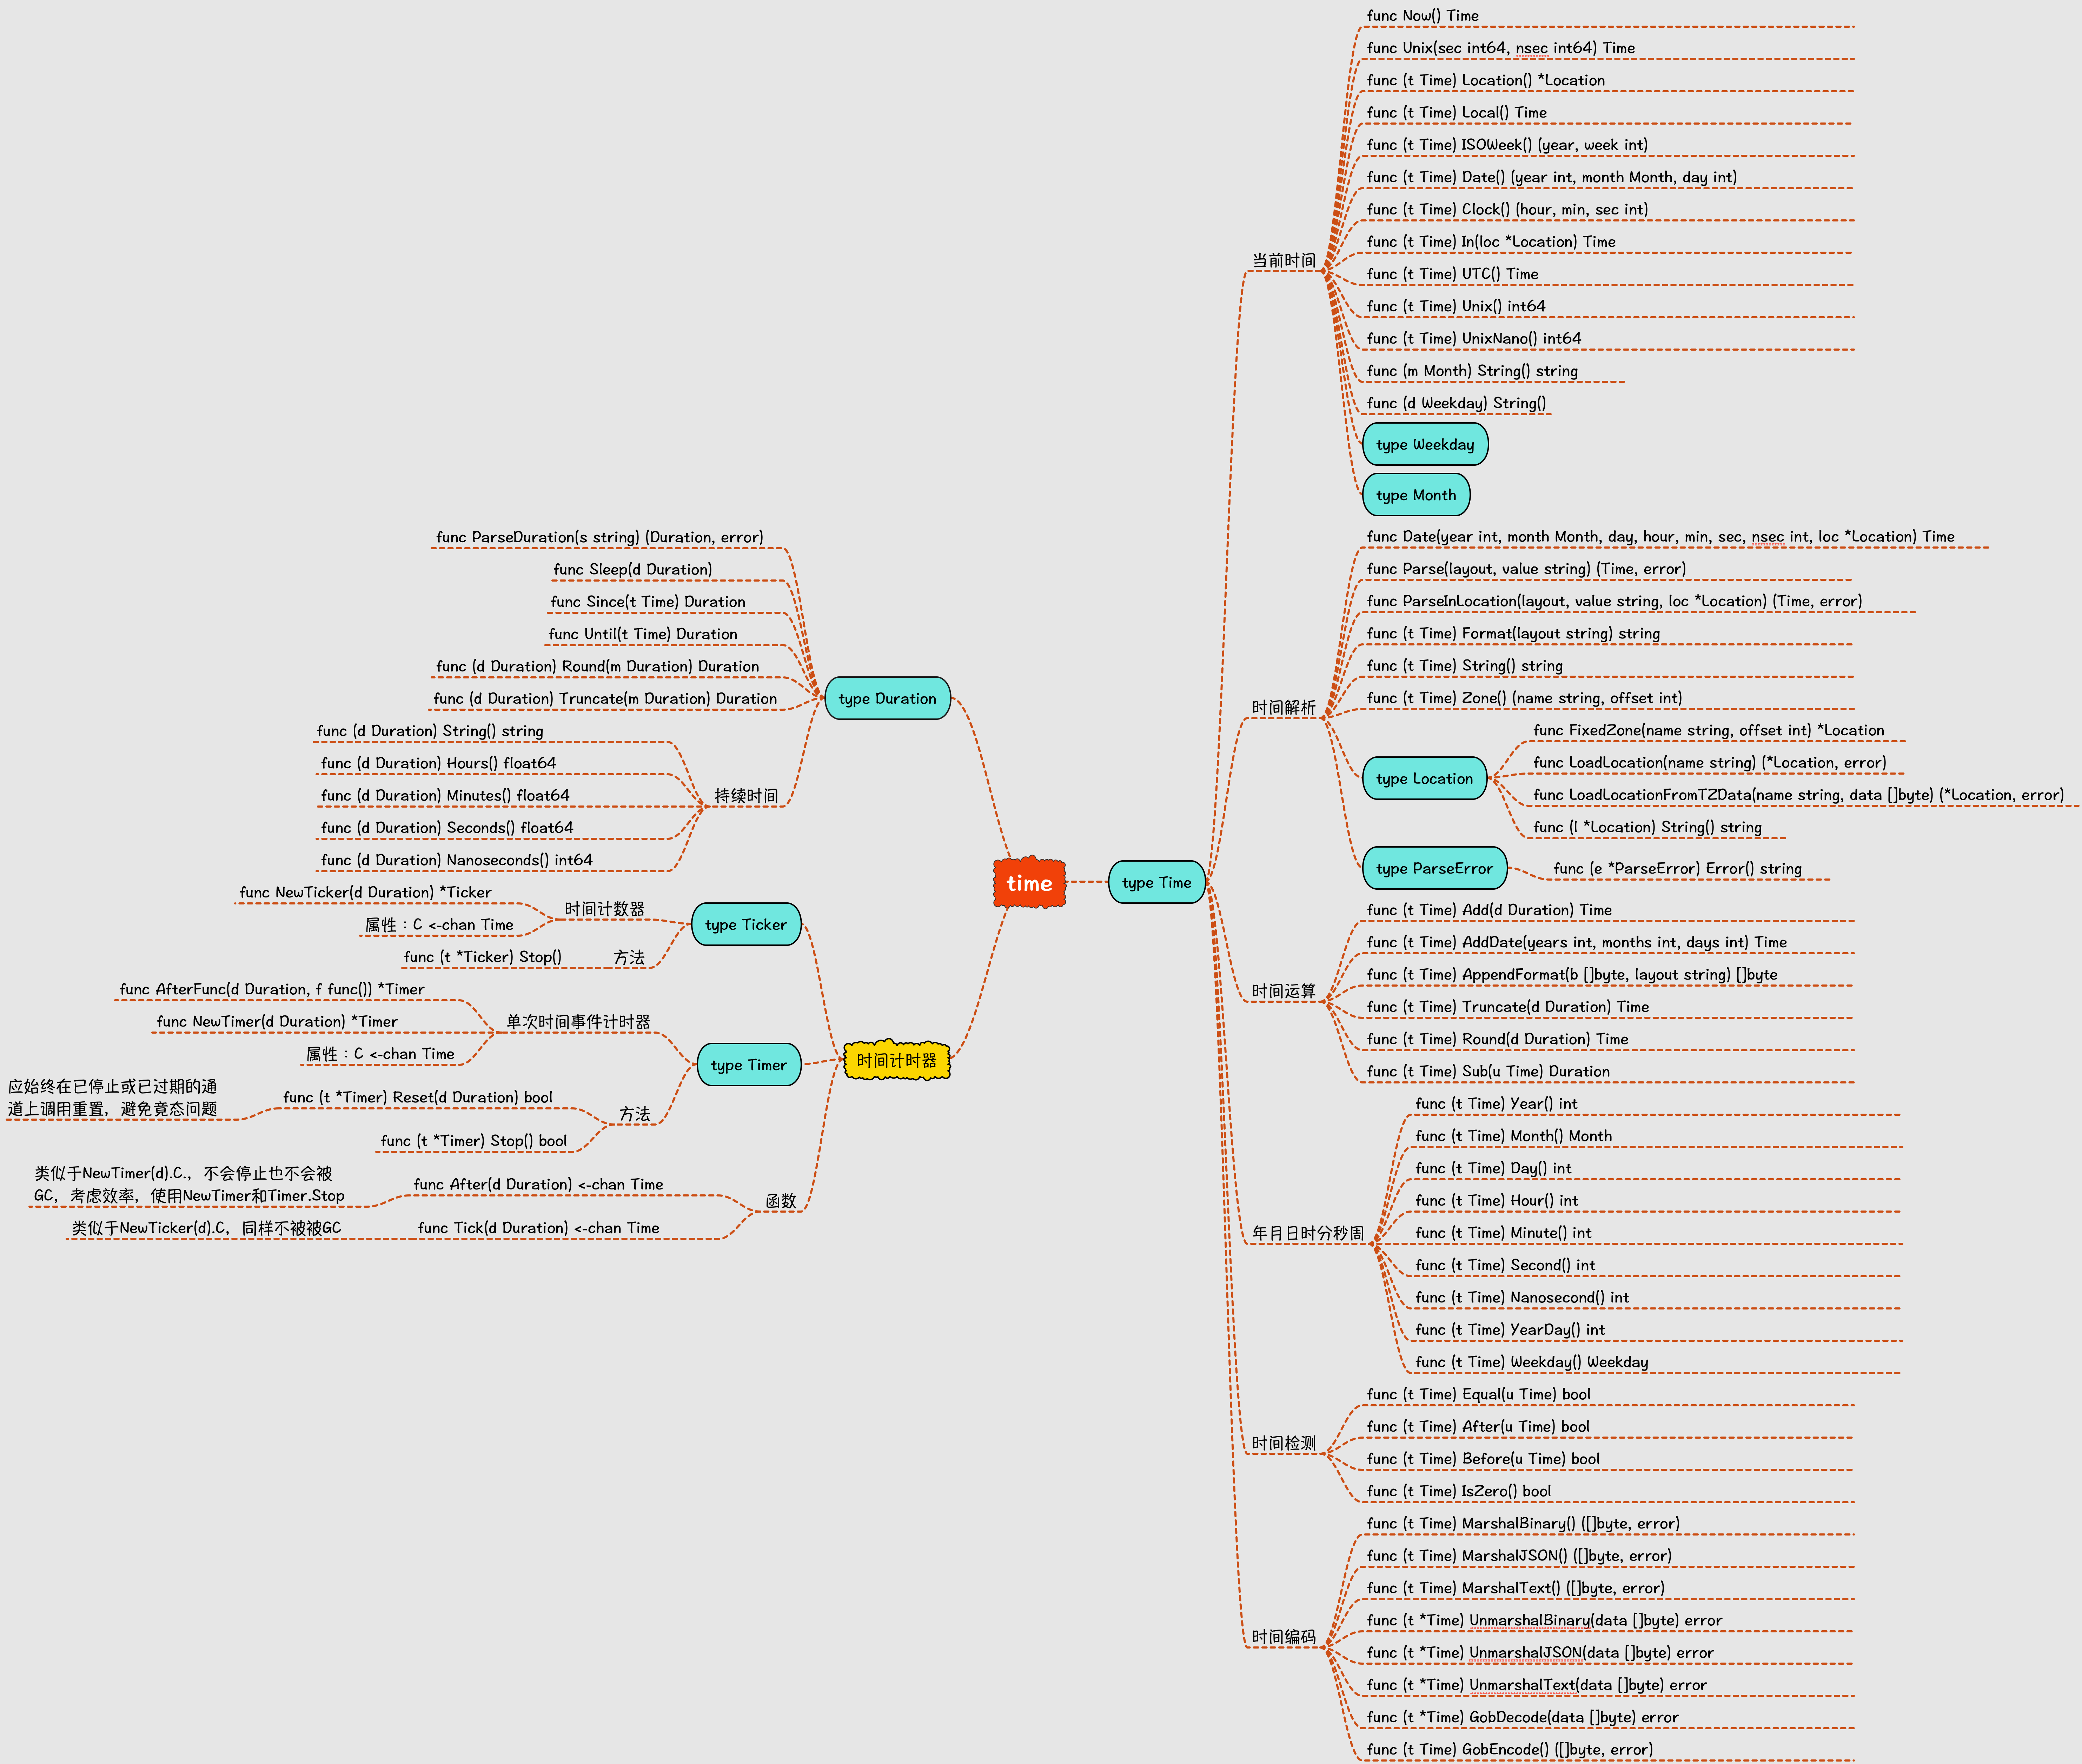 time
type Time
当前时间
func Now() Time
func Unix(sec int64, nsec int64) Time
func (t Time) Location() *Location
func (t Time) Local() Time
func (t Time) ISOWeek() (year, week int)
func (t Time) Date() (year int, month Month, day int)
func (t Time) Clock() (hour, min, sec int)
func (t Time) In(loc *Location) Time
func (t Time) UTC() Time
func (t Time) Unix() int64
func (t Time) UnixNano() int64
func (m Month) String() string
func (d Weekday) String()
type Weekday
type Month
时间解析
func Date(year int, month Month, day, hour, min, sec, nsec int, loc *Location) Time
func Parse(layout, value string) (Time, error)
func ParseInLocation(layout, value string, loc *Location) (Time, error)
func (t Time) Format(layout string) string
func (t Time) String() string
func (t Time) Zone() (name string, offset int)
type Location
func FixedZone(name string, offset int) *Location
func LoadLocation(name string) (*Location, error)
func LoadLocationFromTZData(name string, data []byte) (*Location, error)
func (l *Location) String() string
type ParseError
func (e *ParseError) Error() string
时间运算
func (t Time) Add(d Duration) Time
func (t Time) AddDate(years int, months int, days int) Time
func (t Time) AppendFormat(b []byte, layout string) []byte
func (t Time) Truncate(d Duration) Time
func (t Time) Round(d Duration) Time
func (t Time) Sub(u Time) Duration
年月日时分秒周
func (t Time) Year() int
func (t Time) Month() Month
func (t Time) Day() int
func (t Time) Hour() int
func (t Time) Minute() int
func (t Time) Second() int
func (t Time) Nanosecond() int
func (t Time) YearDay() int
func (t Time) Weekday() Weekday
时间检测
func (t Time) Equal(u Time) bool
func (t Time) After(u Time) bool
func (t Time) Before(u Time) bool
func (t Time) IsZero() bool
时间编码
func (t Time) MarshalBinary() ([]byte, error)
func (t Time) MarshalJSON() ([]byte, error)
func (t Time) MarshalText() ([]byte, error)
func (t *Time) UnmarshalBinary(data []byte) error
func (t *Time) UnmarshalJSON(data []byte) error
func (t *Time) UnmarshalText(data []byte) error
func (t *Time) GobDecode(data []byte) error
func (t Time) GobEncode() ([]byte, error)
type Duration
func ParseDuration(s string) (Duration, error)
func Sleep(d Duration)
func Since(t Time) Duration
func Until(t Time) Duration
func (d Duration) Round(m Duration) Duration
func (d Duration) Truncate(m Duration) Duration
持续时间
func (d Duration) String() string
func (d Duration) Hours() float64
func (d Duration) Minutes() float64
func (d Duration) Seconds() float64
func (d Duration) Nanoseconds() int64
时间计时器
type Ticker
时间计数器
func NewTicker(d Duration) *Ticker
属性：C <-chan Time
方法
func (t *Ticker) Stop()
type Timer
单次时间事件计时器
func AfterFunc(d Duration, f func()) *Timer
func NewTimer(d Duration) *Timer
属性：C <-chan Time
方法
func (t *Timer) Reset(d Duration) bool
应始终在已停止或已过期的通
道上调用重置，避免竟态问题
func (t *Timer) Stop() bool
函数
func After(d Duration) <-chan Time
类似于NewTimer(d).C.，不会停止也不会被
GC，考虑效率，使用NewTimer和Timer.Stop
func Tick(d Duration) <-chan Time
类似于NewTicker(d).C，同样不被被GC